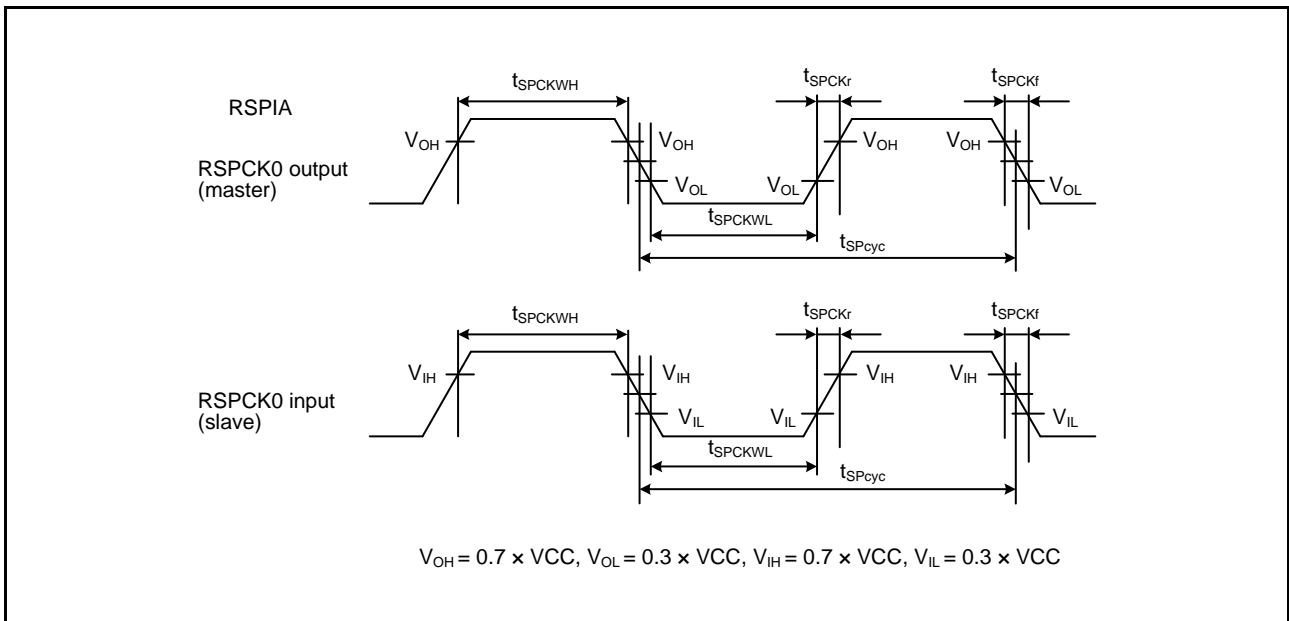 tSPCKWH tSPCKr tSPCKf
RSPIA
VOH VOH VOH VOH
RSPCK0 output
(master)
VOL VOL VOL
tSPCKWL
tSPcyc
tSPCKWH tSPCKr tSPCKf
VIH VIH VIH VIH
RSPCK0 input
(slave)
VIL VIL VIL
tSPCKWL
tSPcyc
VOH = 0.7 × VCC, VOL = 0.3 × VCC, VIH = 0.7 × VCC, VIL = 0.3 × VCC